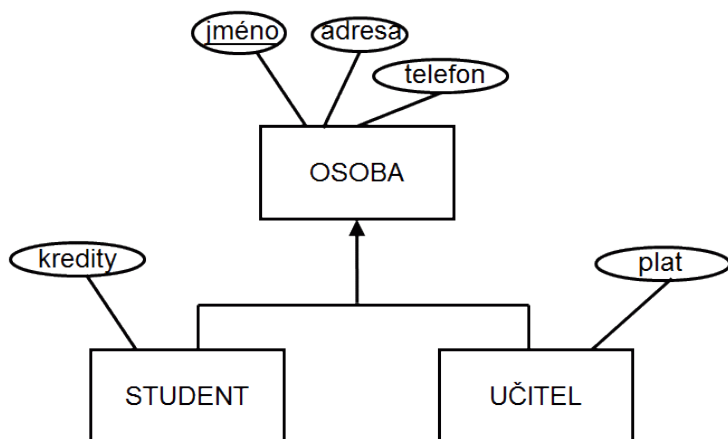 jméno
adresa
telefon
OSOBA
kredity
plat
STUDENT
UČITEL